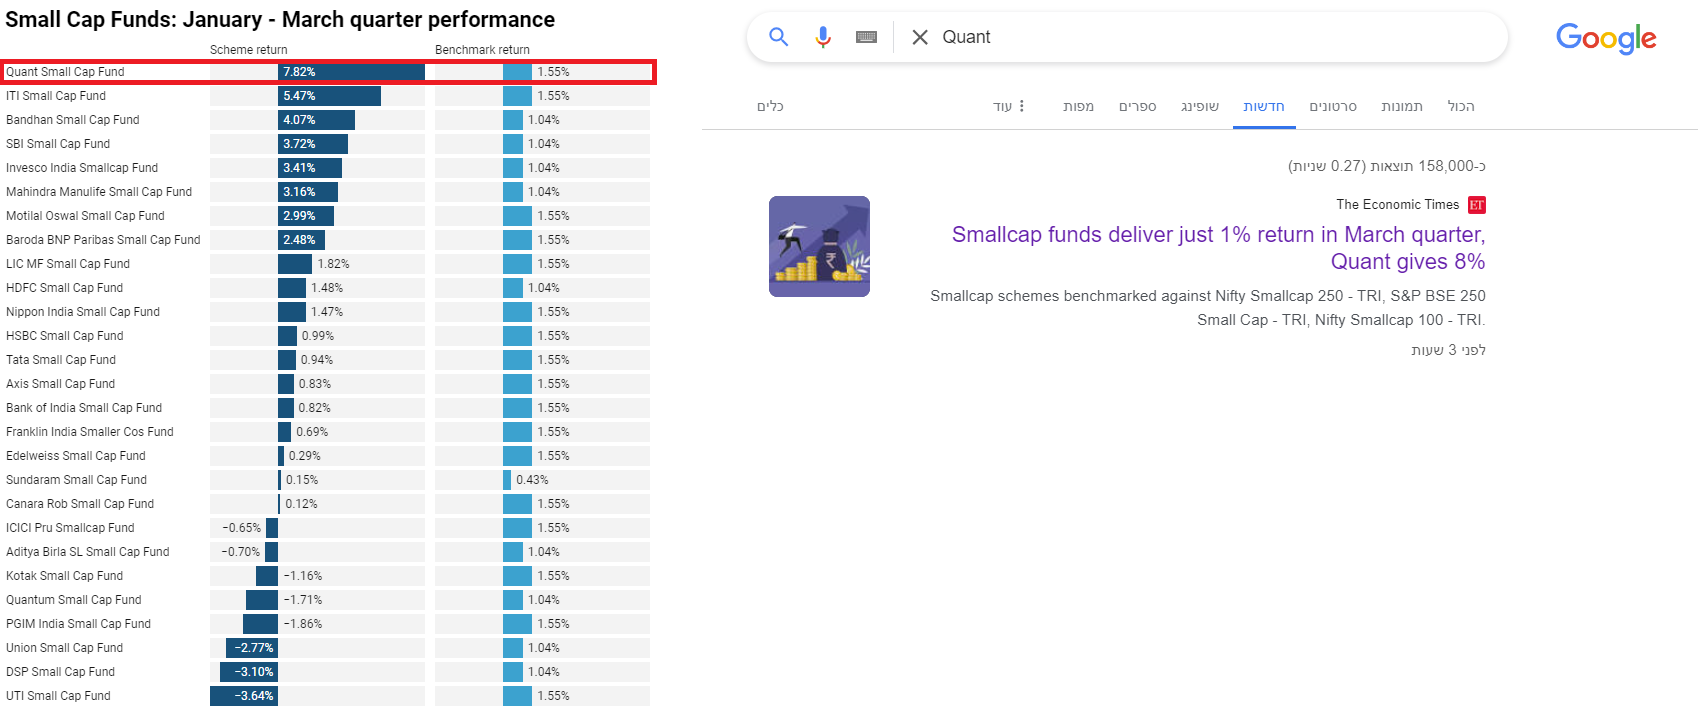 Small Cap Funds: January - March quarter performance
Scheme return Benchmark return
Quant Small Cap Fund 7.82% 1.55%
ITI Small Cap Fund 5.47% 1.55%
Bandhan Small Cap Fund 4.07% 1.04%
SBI Small Cap Fund 3.72% 1.04%
Invesco India Smallcap Fund 3.41% 1.04%
Mahindra Manulife Small Cap Fund 3.16% 1.04%
Motilal Oswal Small Cap Fund 2.99% 1.55%
Baroda BNP Paribas Small Cap Fund 2.48% 1.55%
LIC MF Small Cap Fund 1.82% 1.55%
HDFC Small Cap Fund 1.48% 1.04%
Nippon India Small Cap Fund 1.47% 1.55%
HSBC Small Cap Fund 0.99% 1.55%
Tata Small Cap Fund 0.94% 1.55%
Axis Small Cap Fund 0.83% 1.55%
Bank of India Small Cap Fund 0.82% 1.55%
Franklin India Smaller Cos Fund 0.69% 1.55%
Edelweiss Small Cap Fund 0.29% 1.55%
Sundaram Small Cap Fund 0.15% 0.43%
Canara Rob Small Cap Fund 0.12% 1.55%
ICICI Pru Smallcap Fund −0.65% 1.55%
Aditya Birla SL Small Cap Fund −0.70% 1.04%
Kotak Small Cap Fund −1.16% 1.55%
Quantum Small Cap Fund −1.71% 1.04%
PGIM India Small Cap Fund −1.86% 1.55%
Union Small Cap Fund −2.77% 1.04%
DSP Small Cap Fund −3.10% 1.04%
UTI Small Cap Fund −3.64% 1.55%
Quant
Google
הכול תמונות סרטונים חדשות שופינג ספרים מפות עוד כלים
כ-158,000 תוצאות (0.27 שניות)
The Economic Times ET
Smallcap funds deliver just 1% return in March quarter,
Quant gives 8%
Smallcap schemes benchmarked against Nifty Smallcap 250 - TRI, S&P BSE 250
Small Cap - TRI, Nifty Smallcap 100 - TRI.
לפני 3 שעות
₹